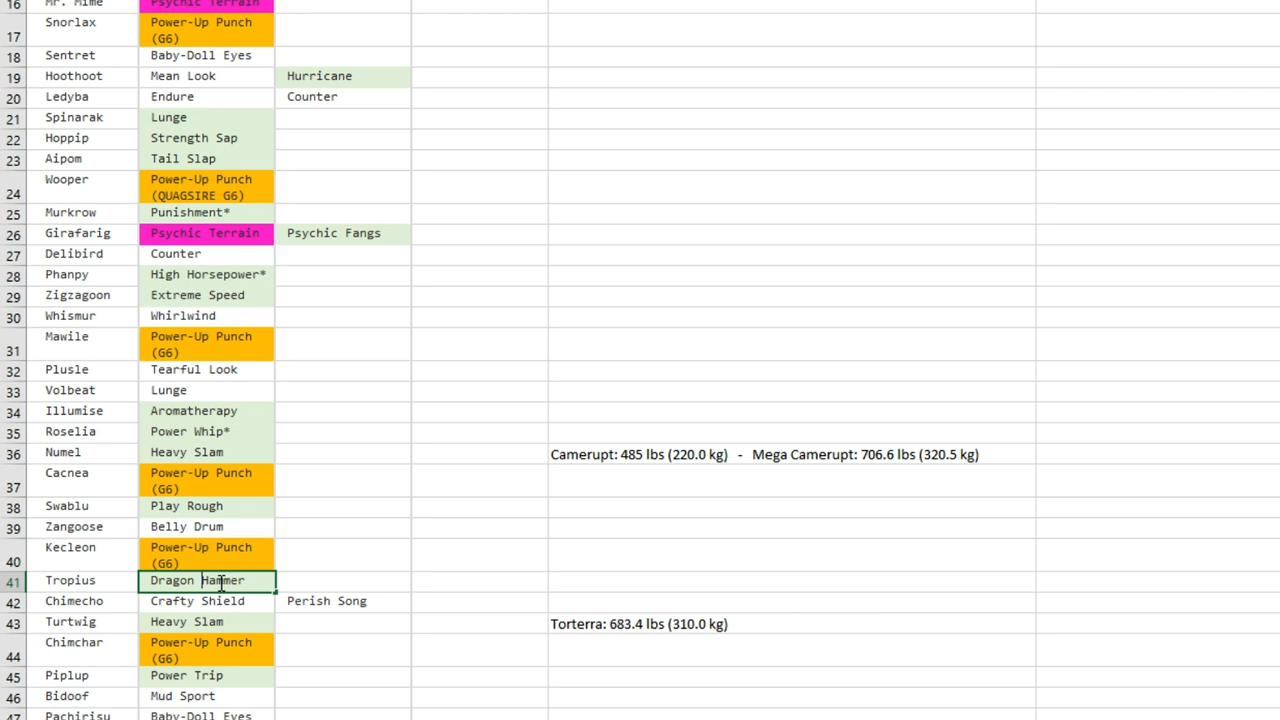 16 Mr. Mime Psychic Terrain
17 Snorlax Power-Up Punch
(G6)
18 Sentret Baby-Doll Eyes
19 Hoothoot Mean Look Hurricane
20 Ledyba Endure Counter
21 Spinarak Lunge
22 Hoppip Strength Sap
23 Aipom Tail Slap
24 Wooper Power-Up Punch
(QUAGSIRE G6)
25 Murkrow Punishment*
26 Girafarig Psychic Terrain Psychic Fangs
27 Delibird Counter
28 Phanpy High Horsepower*
29 Zigzagoon Extreme Speed
30 Whismur Whirlwind
31 Mawile Power-Up Punch
(G6)
32 Plusle Tearful Look
33 Volbeat Lunge
34 Illumise Aromatherapy
35 Roselia Power Whip*
36 Numel Heavy Slam Camerupt: 485 lbs (220.0 kg) - Mega Camerupt: 706.6 lbs (320.5 kg)
37 Cacnea Power-Up Punch
(G6)
38 Swablu Play Rough
39 Zangoose Belly Drum
40 Kecleon Power-Up Punch
(G6)
41 Tropius Dragon Hammer
42 Chimecho Crafty Shield Perish Song
43 Turtwig Heavy Slam Torterra: 683.4 lbs (310.0 kg)
44 Chimchar Power-Up Punch
(G6)
45 Piplup Power Trip
46 Bidoof Mud Sport
47 Pachirisu Baby-Doll Eyes